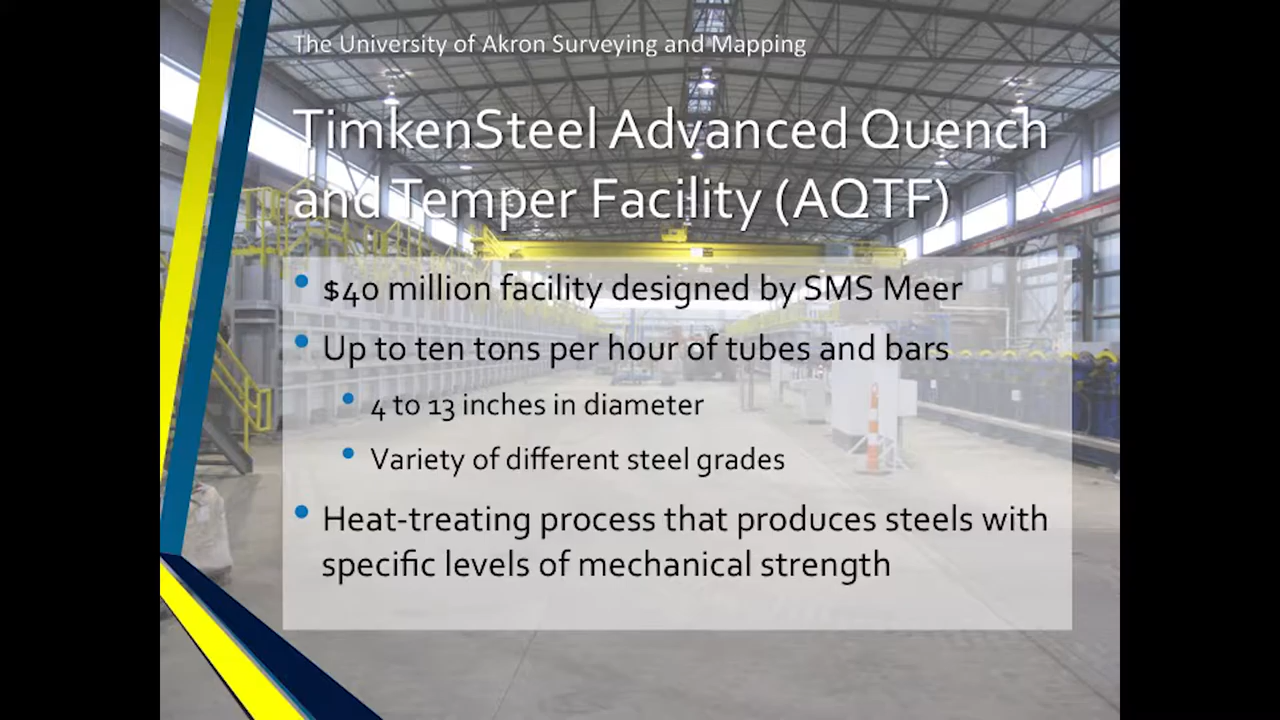 The University of Akron Surveying and Mapping
TimkenSteel Advanced Quench
and Temper Facility (AQTF)
• $40 million facility designed by SMS Meer
• Up to ten tons per hour of tubes and bars
• 4 to 13 inches in diameter
• Variety of different steel grades
• Heat-treating process that produces steels with
specific levels of mechanical strength